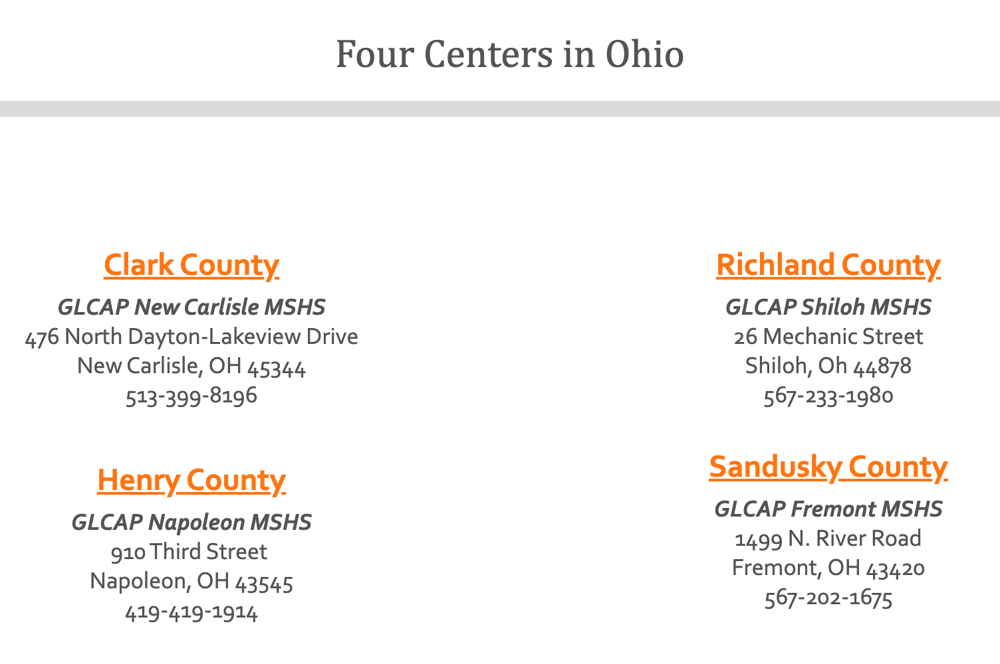 Four Centers in Ohio
Clark County
GLCAP New Carlisle MSHS
476 North Dayton-Lakeview Drive
New Carlisle, OH 45344
513-399-8196
Henry County
GLCAP Napoleon MSHS
910 Third Street
Napoleon, OH 43545
419-419-1914
Richland County
GLCAP Shiloh MSHS
26 Mechanic Street
Shiloh, Oh 44878
567-233-1980
Sandusky County
GLCAP Fremont MSHS
1499 N. River Road
Fremont, OH 43420
567-202-1675